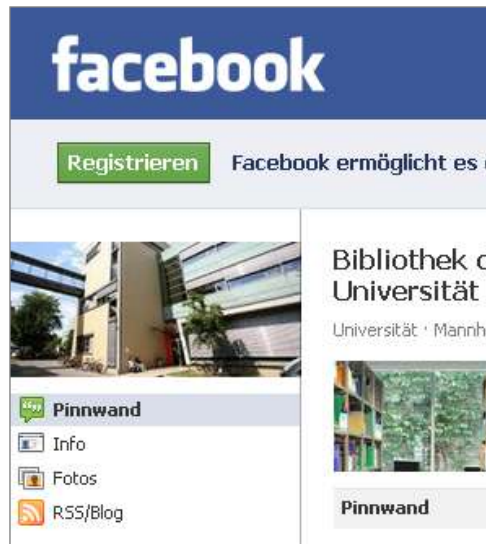 facebook
Registrieren
Facebook ermöglicht es
Bibliothek
Universität
Universität · Mannh
Pinnwand
Info
Fotos
RSS/Blog
Pinnwand